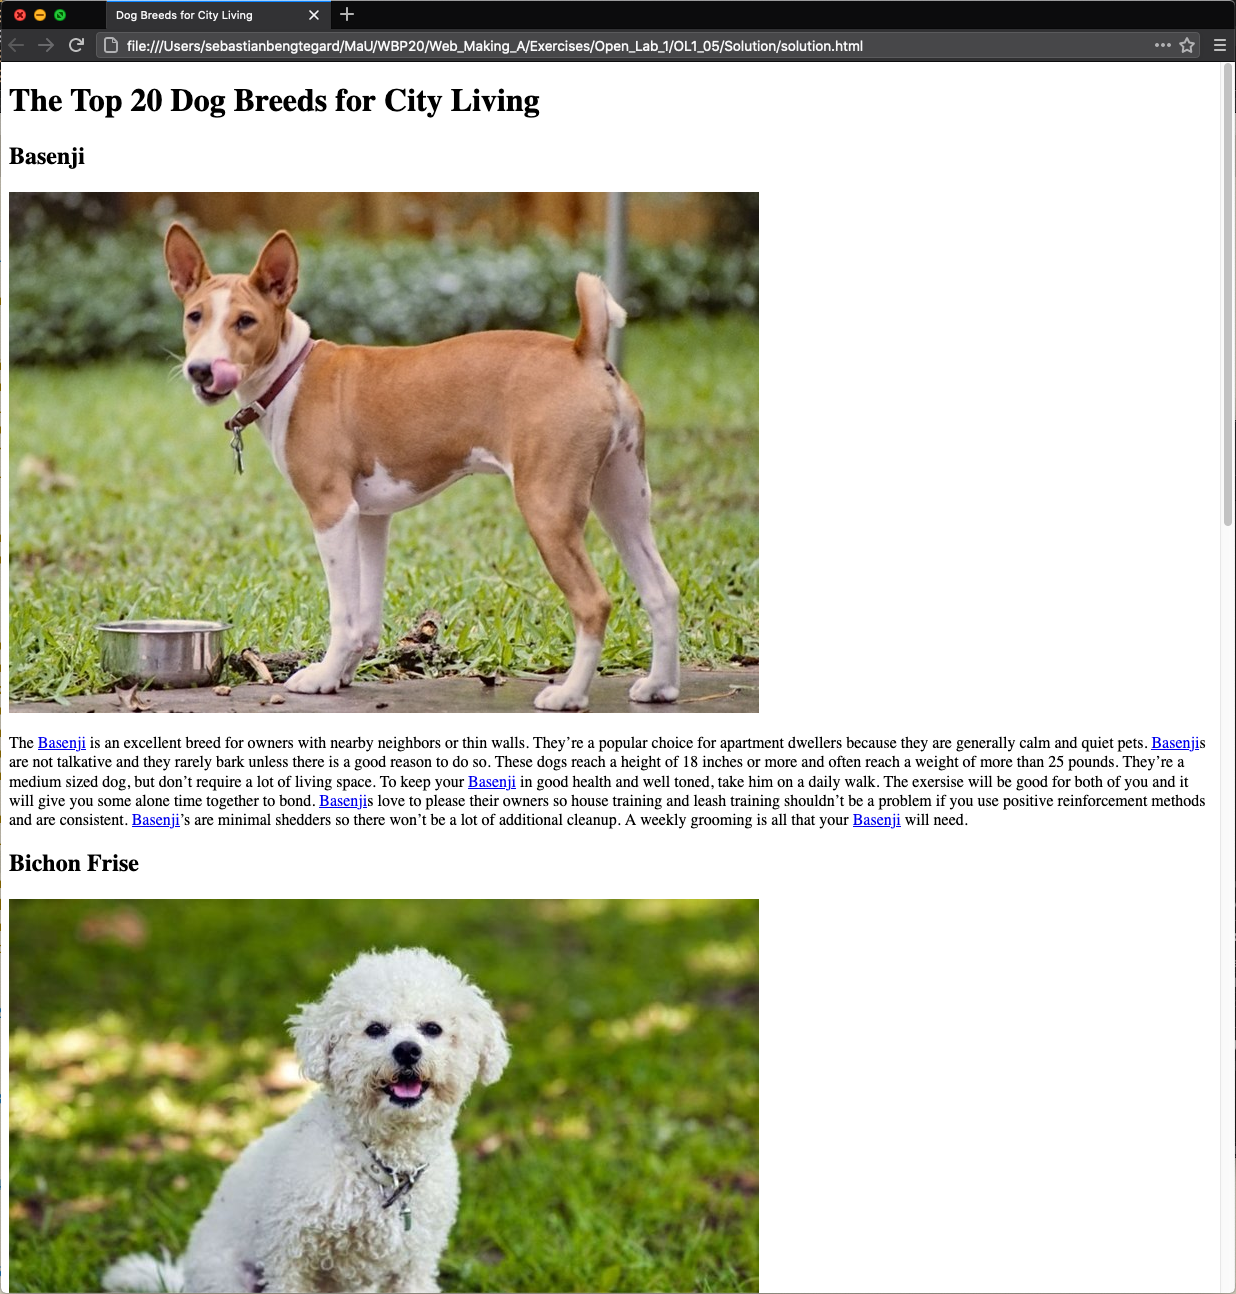 Dog Breeds for City Living
file:///Users/sebastianbengtegard/MaU/WBP20/Web_Making_A/Exercises/Open_Lab_1/OL1_05/Solution/solution.html
The Top 20 Dog Breeds for City Living
Basenji
The Basenji is an excellent breed for owners with nearby neighbors or thin walls. They’re a popular choice for apartment dwellers because they are generally calm and quiet pets. Basenjis
are not talkative and they rarely bark unless there is a good reason to do so. These dogs reach a height of 18 inches or more and often reach a weight of more than 25 pounds. They’re a
medium sized dog, but don’t require a lot of living space. To keep your Basenji in good health and well toned, take him on a daily walk. The exersise will be good for both of you and it
will give you some alone time together to bond. Basenjis love to please their owners so house training and leash training shouldn’t be a problem if you use positive reinforcement methods
and are consistent. Basenji’s are minimal shedders so there won’t be a lot of additional cleanup. A weekly grooming is all that your Basenji will need.
Bichon Frise